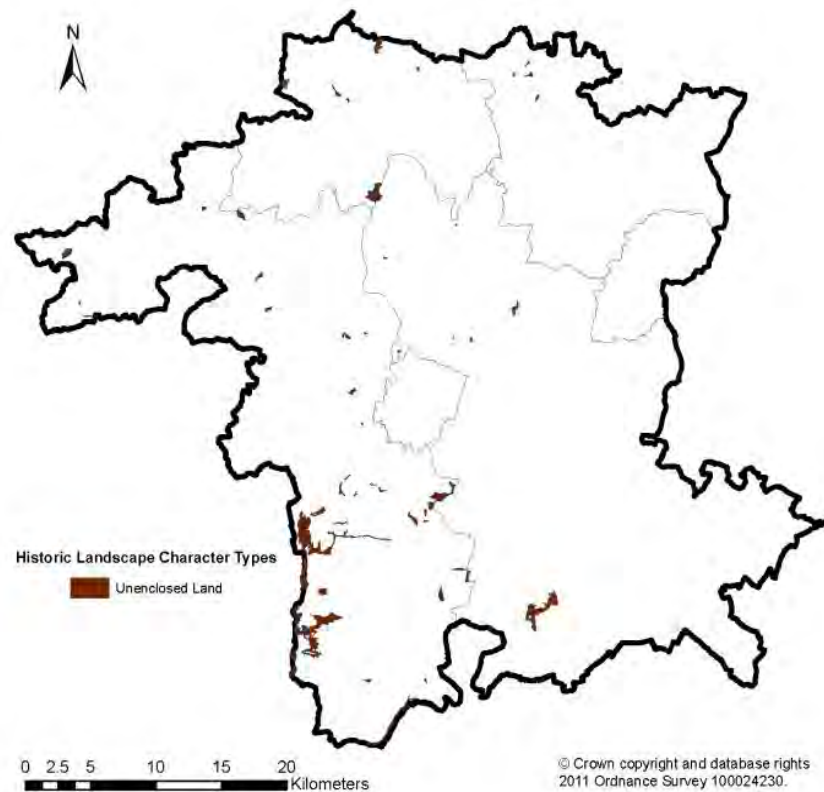 N
Historic Landscape Character Types
Unenclosed Land
0 2.5 5 10 15 20
Kilometers
© Crown copyright and database rights
2011 Ordnance Survey 100024230.